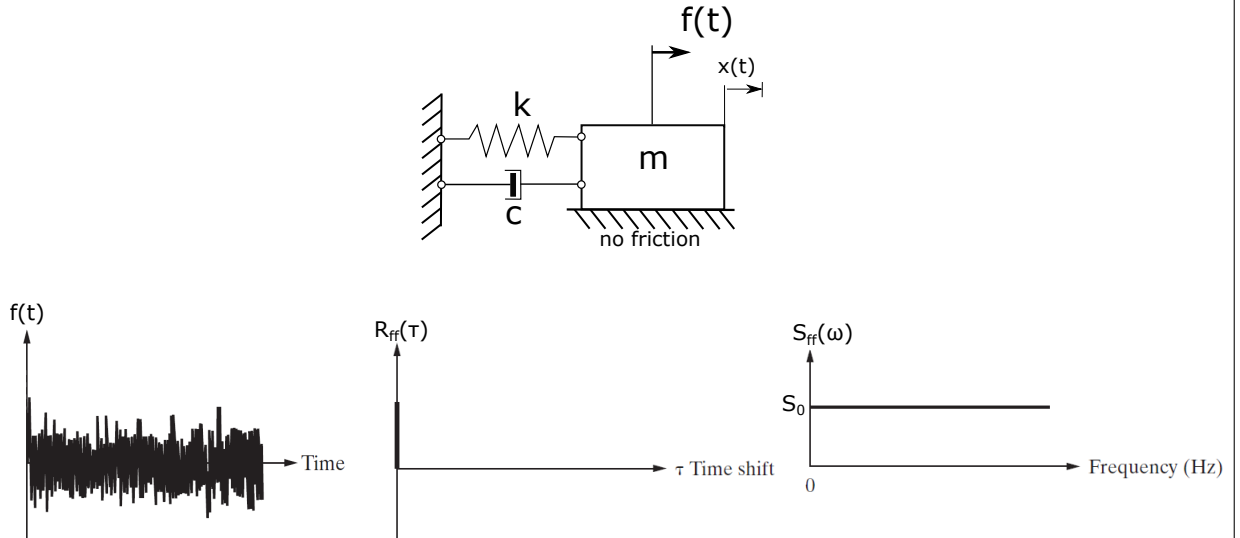 f(t)
x(t)
k
m
c
no friction
f(t)
Time
R_ff(τ)
τ Time shift
S_ff(ω)
S_0
0
Frequency (Hz)